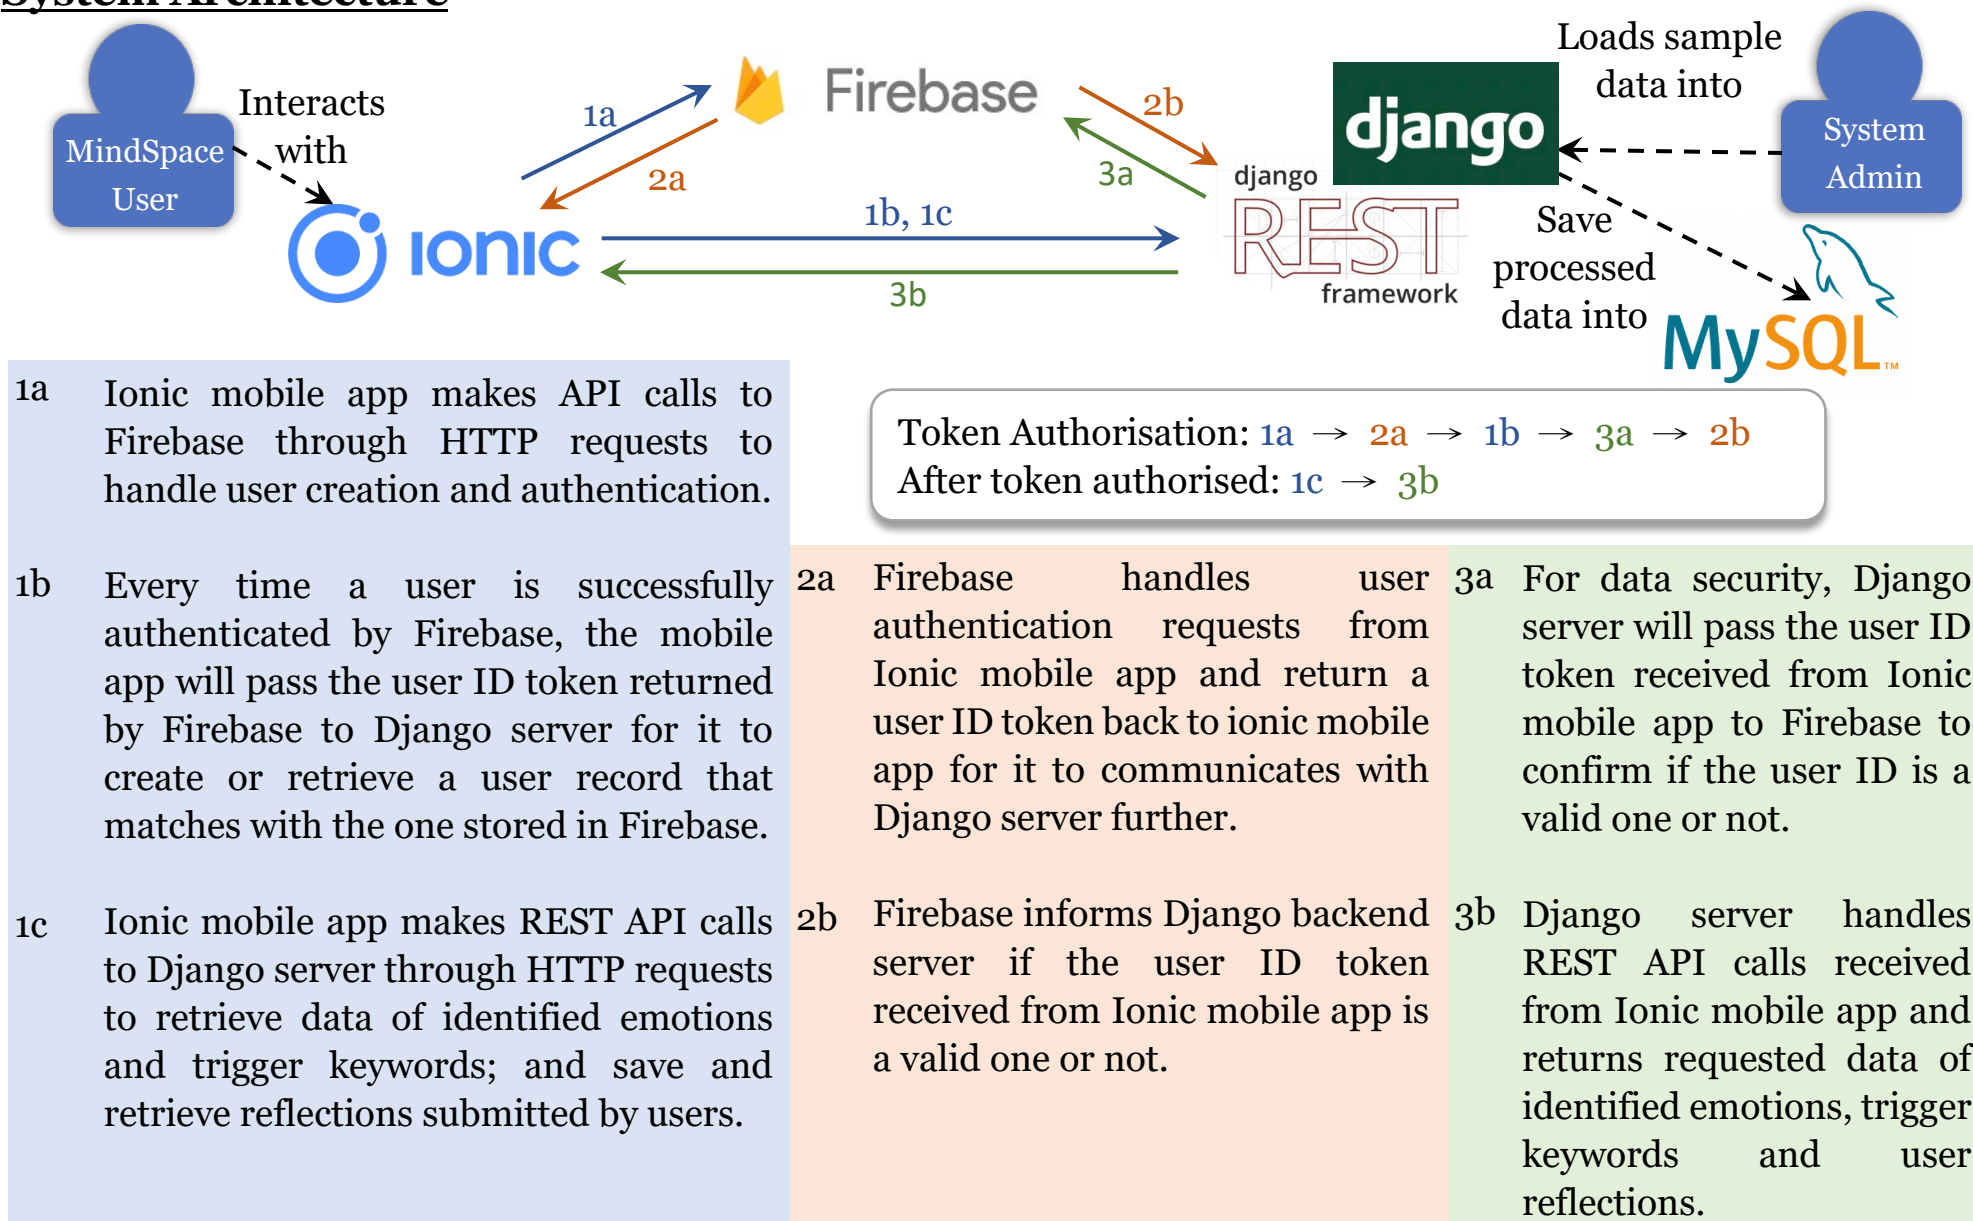 System Architecture
MindSpace
User
Interacts
with
IONIC
1a
2a
Firebase
2b
3a
1b, 1c
3b
django
REST
framework
django
Loads sample
data into
System
Admin
Save
processed
data into
MySQL™
Token Authorisation: 1a → 2a → 1b → 3a → 2b
After token authorised: 1c → 3b
1a
Ionic mobile app makes API calls to
Firebase through HTTP requests to
handle user creation and authentication.
1b
Every time a user is successfully
authenticated by Firebase, the mobile
app will pass the user ID token returned
by Firebase to Django server for it to
create or retrieve a user record that
matches with the one stored in Firebase.
1c
Ionic mobile app makes REST API calls
to Django server through HTTP requests
to retrieve data of identified emotions
and trigger keywords; and save and
retrieve reflections submitted by users.
2a
Firebase handles user
authentication requests from
Ionic mobile app and return a
user ID token back to ionic mobile
app for it to communicates with
Django server further.
2b
Firebase informs Django backend
server if the user ID token
received from Ionic mobile app is
a valid one or not.
3a
For data security, Django
server will pass the user ID
token received from Ionic
mobile app to Firebase to
confirm if the user ID is a
valid one or not.
3b
Django server handles
REST API calls received
from Ionic mobile app and
returns requested data of
identified emotions, trigger
keywords and user
reflections.